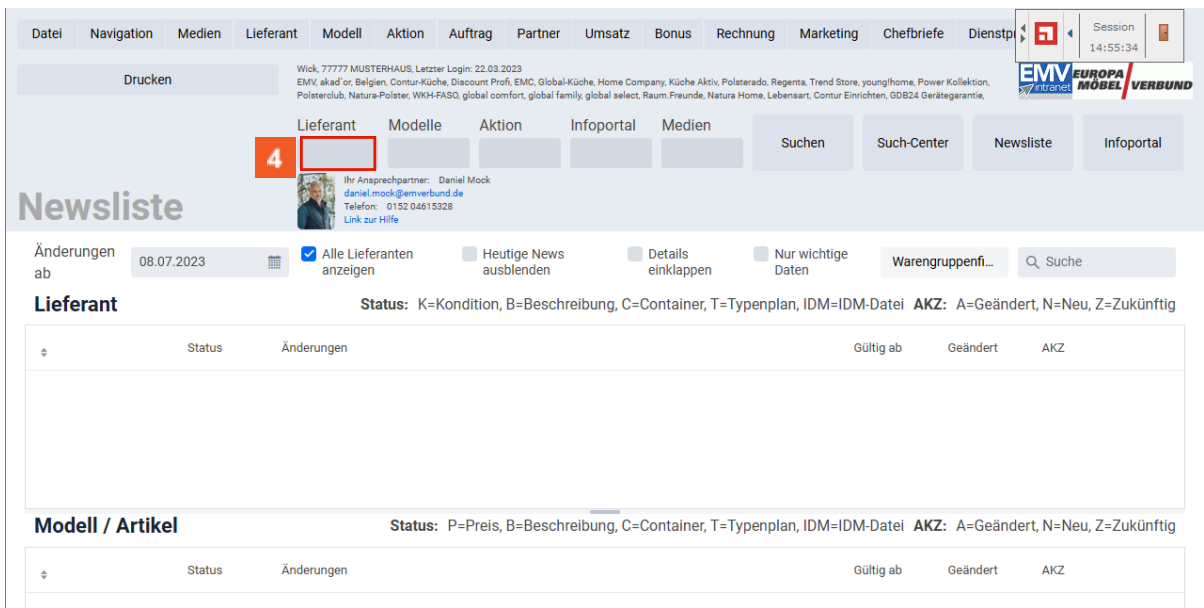 Datei Navigation Medien Lieferant Modell Aktion Auftrag Partner Umsatz Bonus Rechnung Marketing Chefbriefe
Session
14:55:34
Drucken
Wick, 77777 MUSTERHAUS, Letzter Login: 22.03.2023
EMV, akad´or, Belgien, Contur-Küche, Discount Profi, EMC, Global-Küche, Home Company, Küche Aktiv, Polsterado, Regenta, Trend Store, young!home, Power Kollektion,
Polsterclub, Natura-Polster, WKH-FASO, global comfort, global family, global select, Raum.Freunde, Natura Home, Lebensart, Contur Einrichten, GDB24 Gerätegarantie,
EMV intranet
EUROPA
MÖBEL VERBUND
Lieferant Modelle Aktion Infoportal Medien
4
Suchen Such-Center Newsliste Infoportal
Ihr Ansprechpartner: Daniel Mock
daniel.mock@emverbund.de
Telefon: 0152 04615328
Link zur Hilfe
Newsliste
Änderungen
ab
08.07.2023
Alle Lieferanten
anzeigen
Heutige News
ausblenden
Details
einklappen
Nur wichtige
Daten
Warengruppenfi...
Suche
Lieferant
Status: K=Kondition, B=Beschreibung, C=Container, T=Typenplan, IDM=IDM-Datei AKZ: A=Geändert, N=Neu, Z=Zukünftig
Status Änderungen Gültig ab Geändert AKZ
Modell / Artikel
Status: P=Preis, B=Beschreibung, C=Container, T=Typenplan, IDM=IDM-Datei AKZ: A=Geändert, N=Neu, Z=Zukünftig
Status Änderungen Gültig ab Geändert AKZ